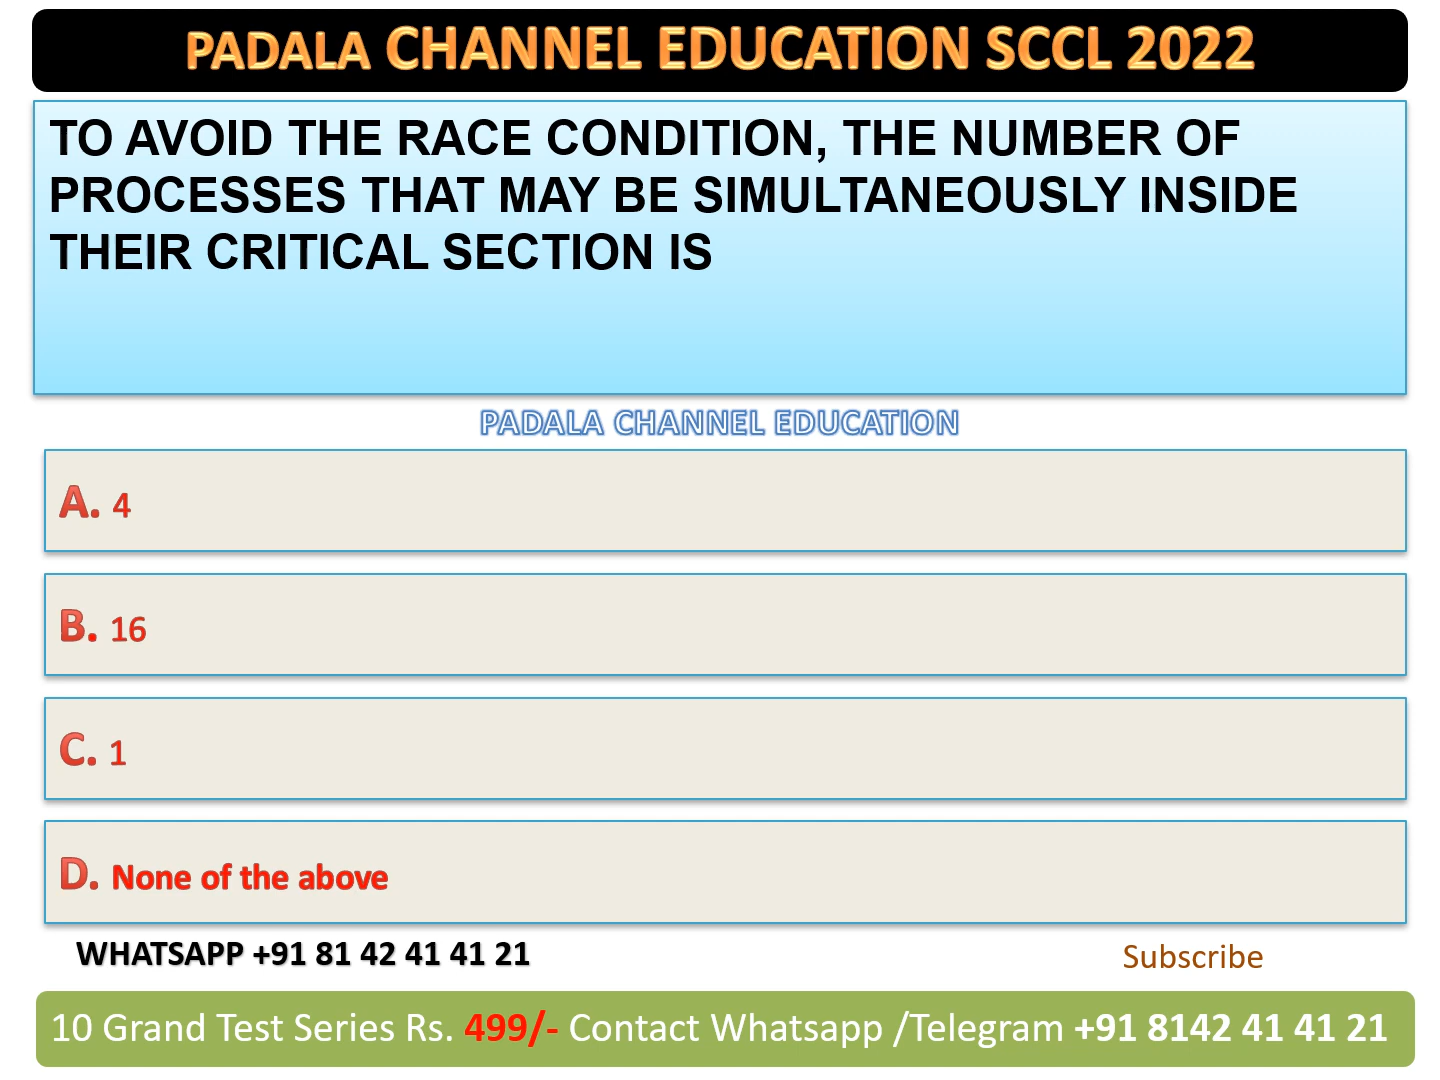 PADALA CHANNEL EDUCATION SCCL 2022
TO AVOID THE RACE CONDITION, THE NUMBER OF
PROCESSES THAT MAY BE SIMULTANEOUSLY INSIDE
THEIR CRITICAL SECTION IS
PADALA CHANNEL EDUCATION
A. 4
B. 16
C. 1
D. None of the above
WHATSAPP +91 81 42 41 41 21
Subscribe
10 Grand Test Series Rs. 499/- Contact Whatsapp /Telegram +91 8142 41 41 21